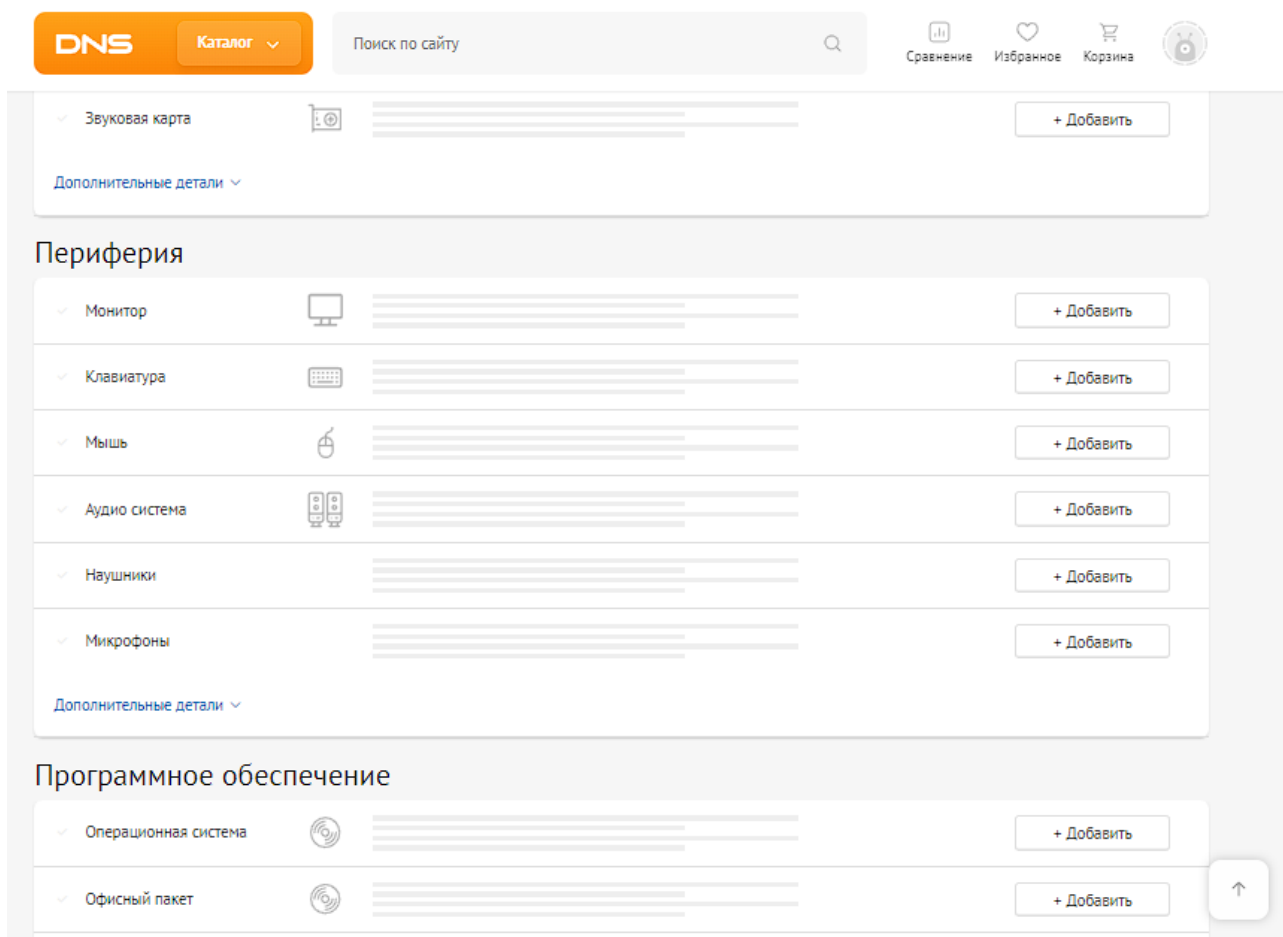 DNS
Каталог
Поиск по сайту
Сравнение
Избранное
Корзина
Звуковая карта
+ Добавить
Дополнительные детали
Периферия
Монитор
+ Добавить
Клавиатура
+ Добавить
Мышь
+ Добавить
Аудио система
+ Добавить
Наушники
+ Добавить
Микрофоны
+ Добавить
Дополнительные детали
Программное обеспечение
Операционная система
+ Добавить
Офисный пакет
+ Добавить